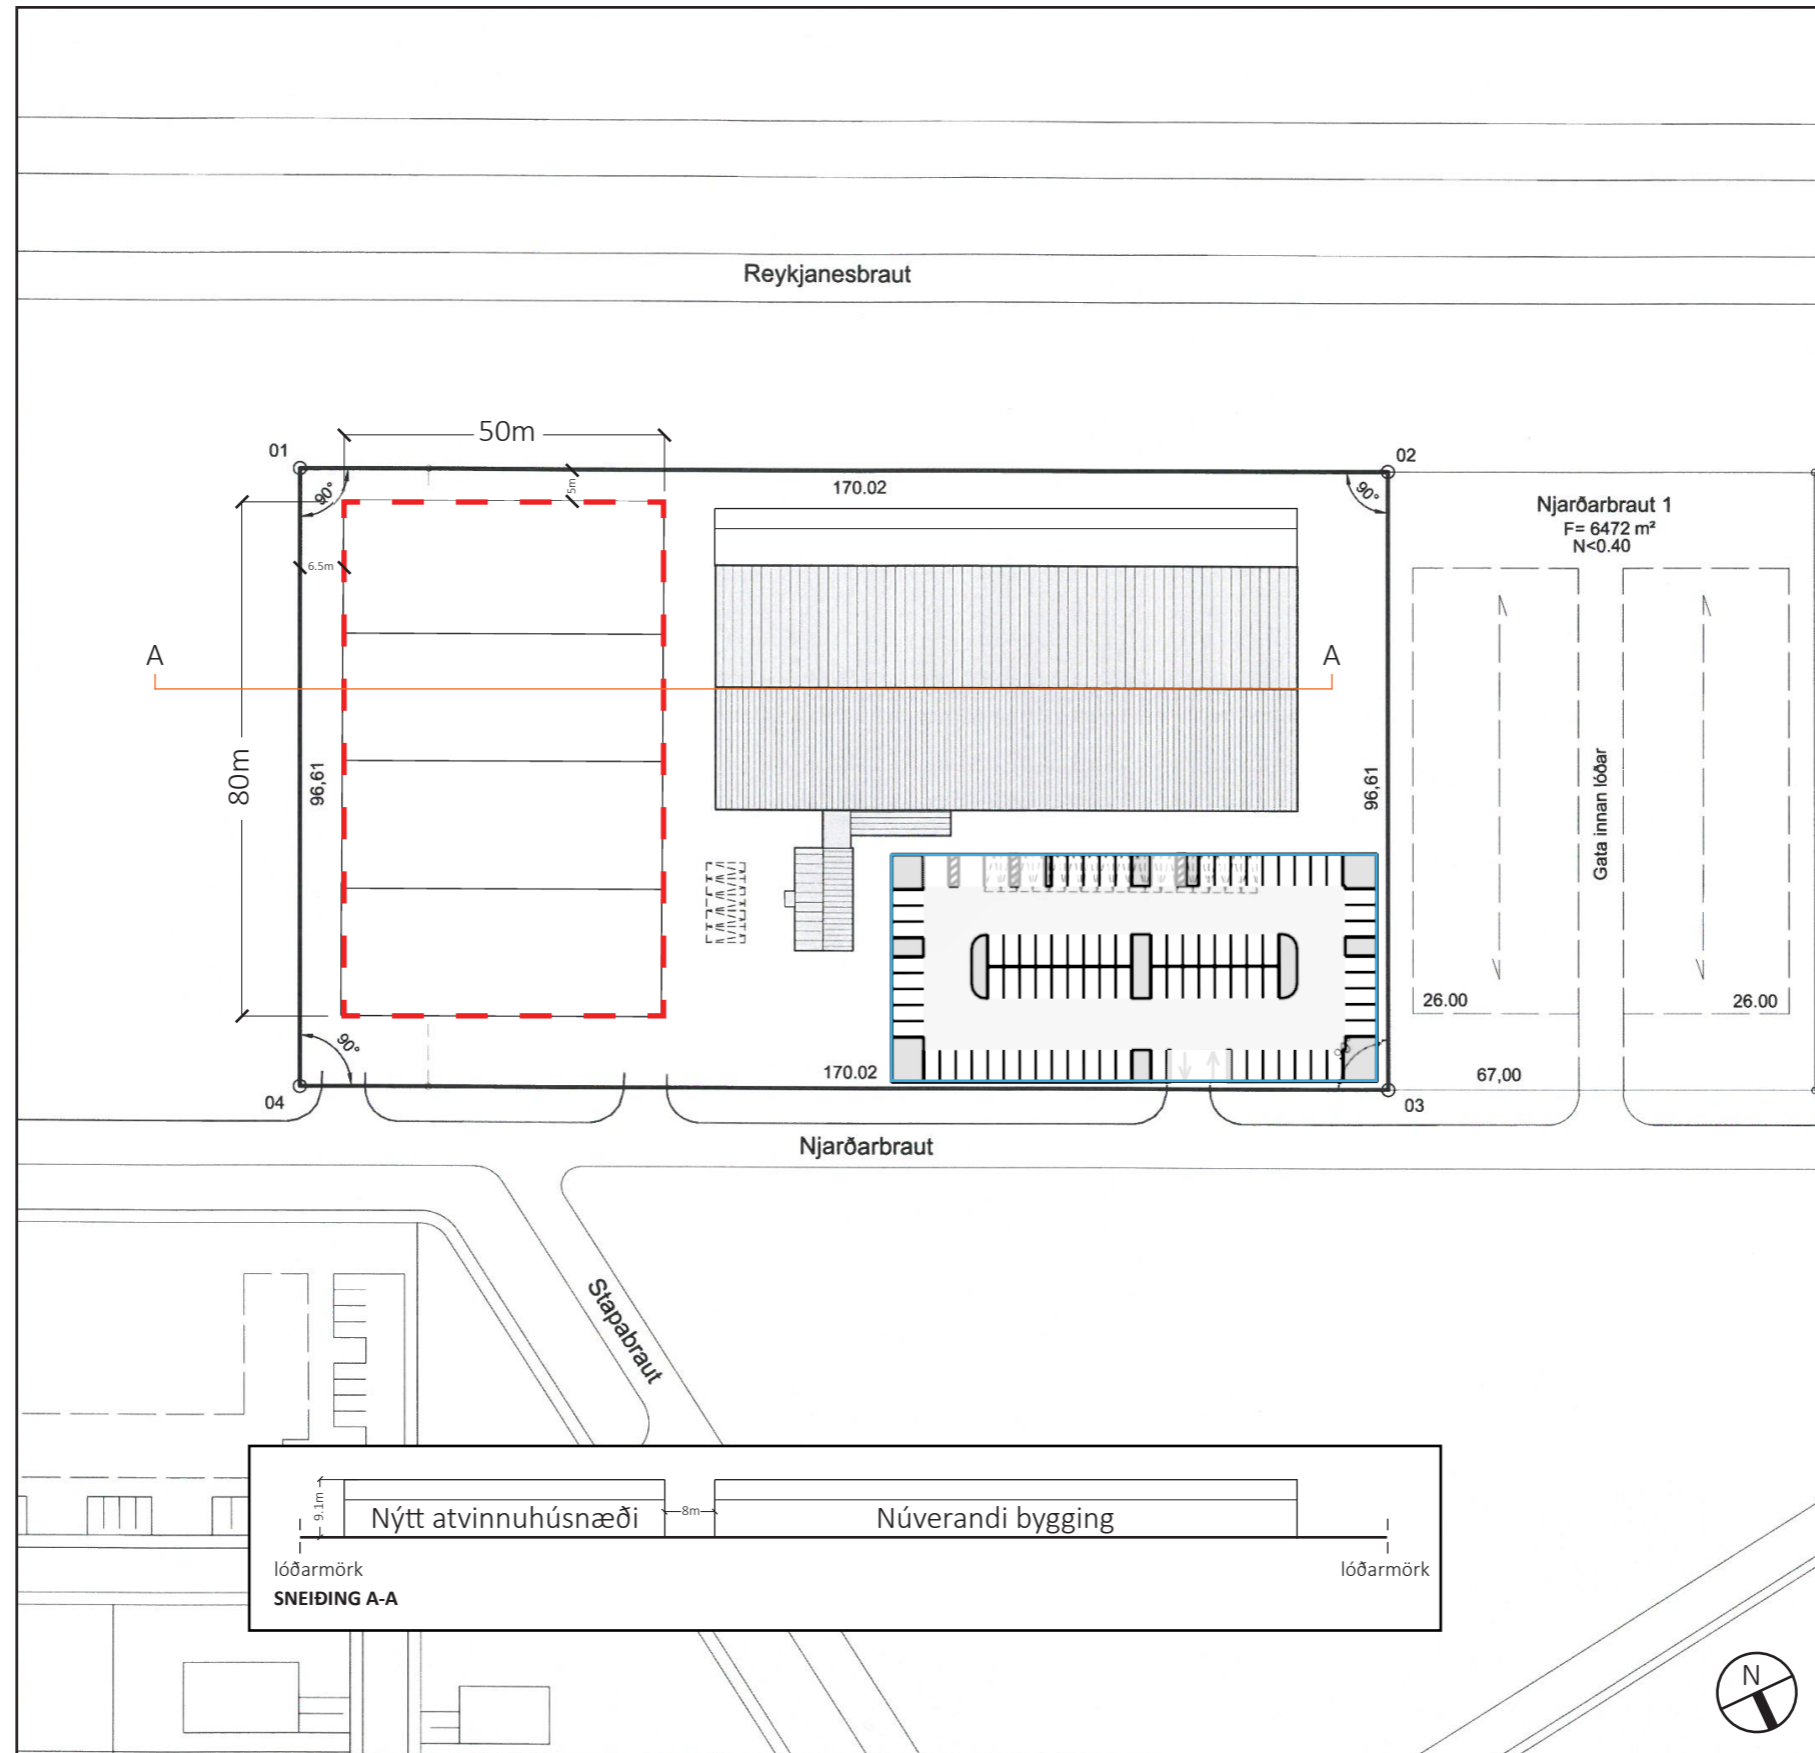 Reykjanesbraut
50m
01
02
90°
5m
170.02
90°
Njarðarbraut 1
F= 6472 m²
N<0.40
6.5m
A
A
80m
96,61
96,61
Gata innan lóðar
26.00
26.00
90°
90
170.02
67,00
04
03
Njarðarbraut
Stapabraut
9.1m
Nýtt atvinnuhúsnæði
8m
Núverandi bygging
lóðarmörk
lóðarmörk
SNEIÐING A-A
N